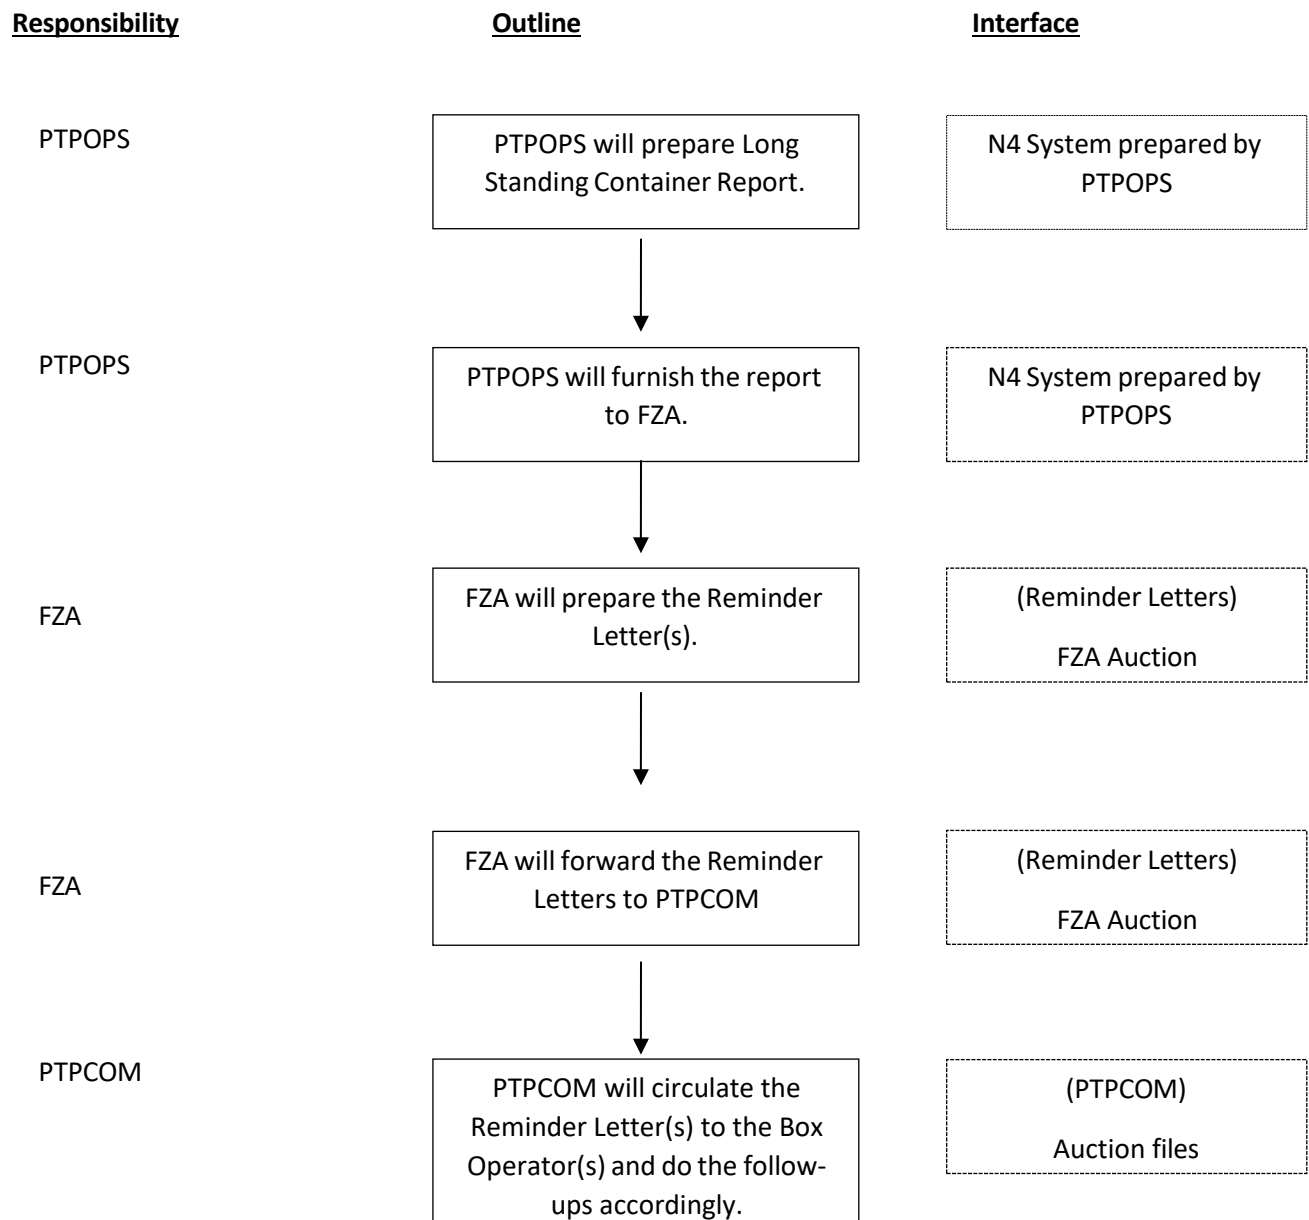 Responsibility
Outline
Interface
PTPOPS
PTPOPS will prepare Long
Standing Container Report.
N4 System prepared by
PTPOPS
PTPOPS
PTPOPS will furnish the report
to FZA.
N4 System prepared by
PTPOPS
FZA
FZA will prepare the Reminder
Letter(s).
(Reminder Letters)
FZA Auction
FZA
FZA will forward the Reminder
Letters to PTPCOM
(Reminder Letters)
FZA Auction
PTPCOM
PTPCOM will circulate the
Reminder Letter(s) to the Box
Operator(s) and do the follow-
ups accordingly.
(PTPCOM)
Auction files